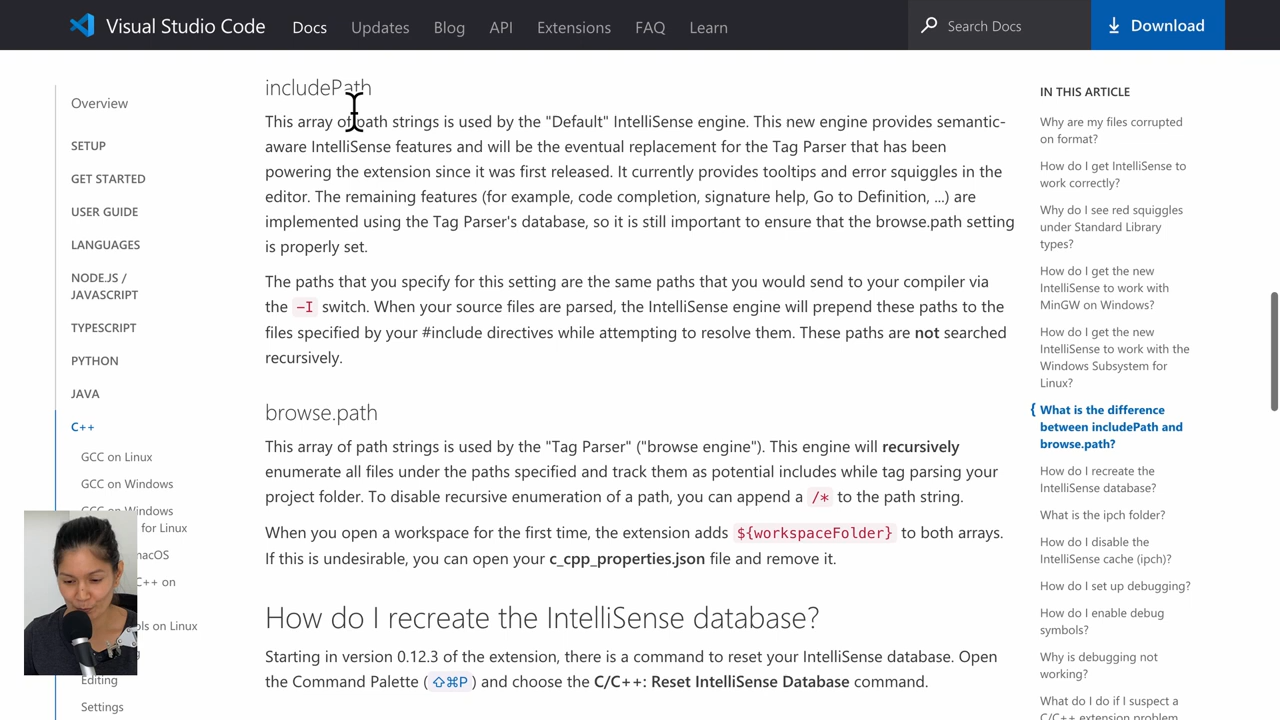 Visual Studio Code
Docs
Updates
Blog
API
Extensions
FAQ
Learn
Search Docs
Download
Overview
SETUP
GET STARTED
USER GUIDE
LANGUAGES
NODE.JS /
JAVASCRIPT
TYPESCRIPT
PYTHON
JAVA
C++
GCC on Linux
GCC on Windows
GCC on Windows
for Linux
macOS
C++ on
on Linux
Editing
Settings
includePath
This array of path strings is used by the "Default" IntelliSense engine. This new engine provides semantic-
aware IntelliSense features and will be the eventual replacement for the Tag Parser that has been
powering the extension since it was first released. It currently provides tooltips and error squiggles in the
editor. The remaining features (for example, code completion, signature help, Go to Definition, ...) are
implemented using the Tag Parser's database, so it is still important to ensure that the browse.path setting
is properly set.
The paths that you specify for this setting are the same paths that you would send to your compiler via
the -I switch. When your source files are parsed, the IntelliSense engine will prepend these paths to the
files specified by your #include directives while attempting to resolve them. These paths are not searched
recursively.
browse.path
This array of path strings is used by the "Tag Parser" ("browse engine"). This engine will recursively
enumerate all files under the paths specified and track them as potential includes while tag parsing your
project folder. To disable recursive enumeration of a path, you can append a /* to the path string.
When you open a workspace for the first time, the extension adds ${workspaceFolder} to both arrays.
If this is undesirable, you can open your c_cpp_properties.json file and remove it.
How do I recreate the IntelliSense database?
Starting in version 0.12.3 of the extension, there is a command to reset your IntelliSense database. Open
the Command Palette (⇧⌘P) and choose the C/C++: Reset IntelliSense Database command.
IN THIS ARTICLE
Why are my files corrupted
on format?
How do I get IntelliSense to
work correctly?
Why do I see red squiggles
under Standard Library
types?
How do I get the new
IntelliSense to work with
MinGW on Windows?
How do I get the new
IntelliSense to work with the
Windows Subsystem for
Linux?
{ What is the difference
between includePath and
browse.path?
How do I recreate the
IntelliSense database?
What is the ipch folder?
How do I disable the
IntelliSense cache (ipch)?
How do I set up debugging?
How do I enable debug
symbols?
Why is debugging not
working?
What do I do if I suspect a
C/C++ extension problem